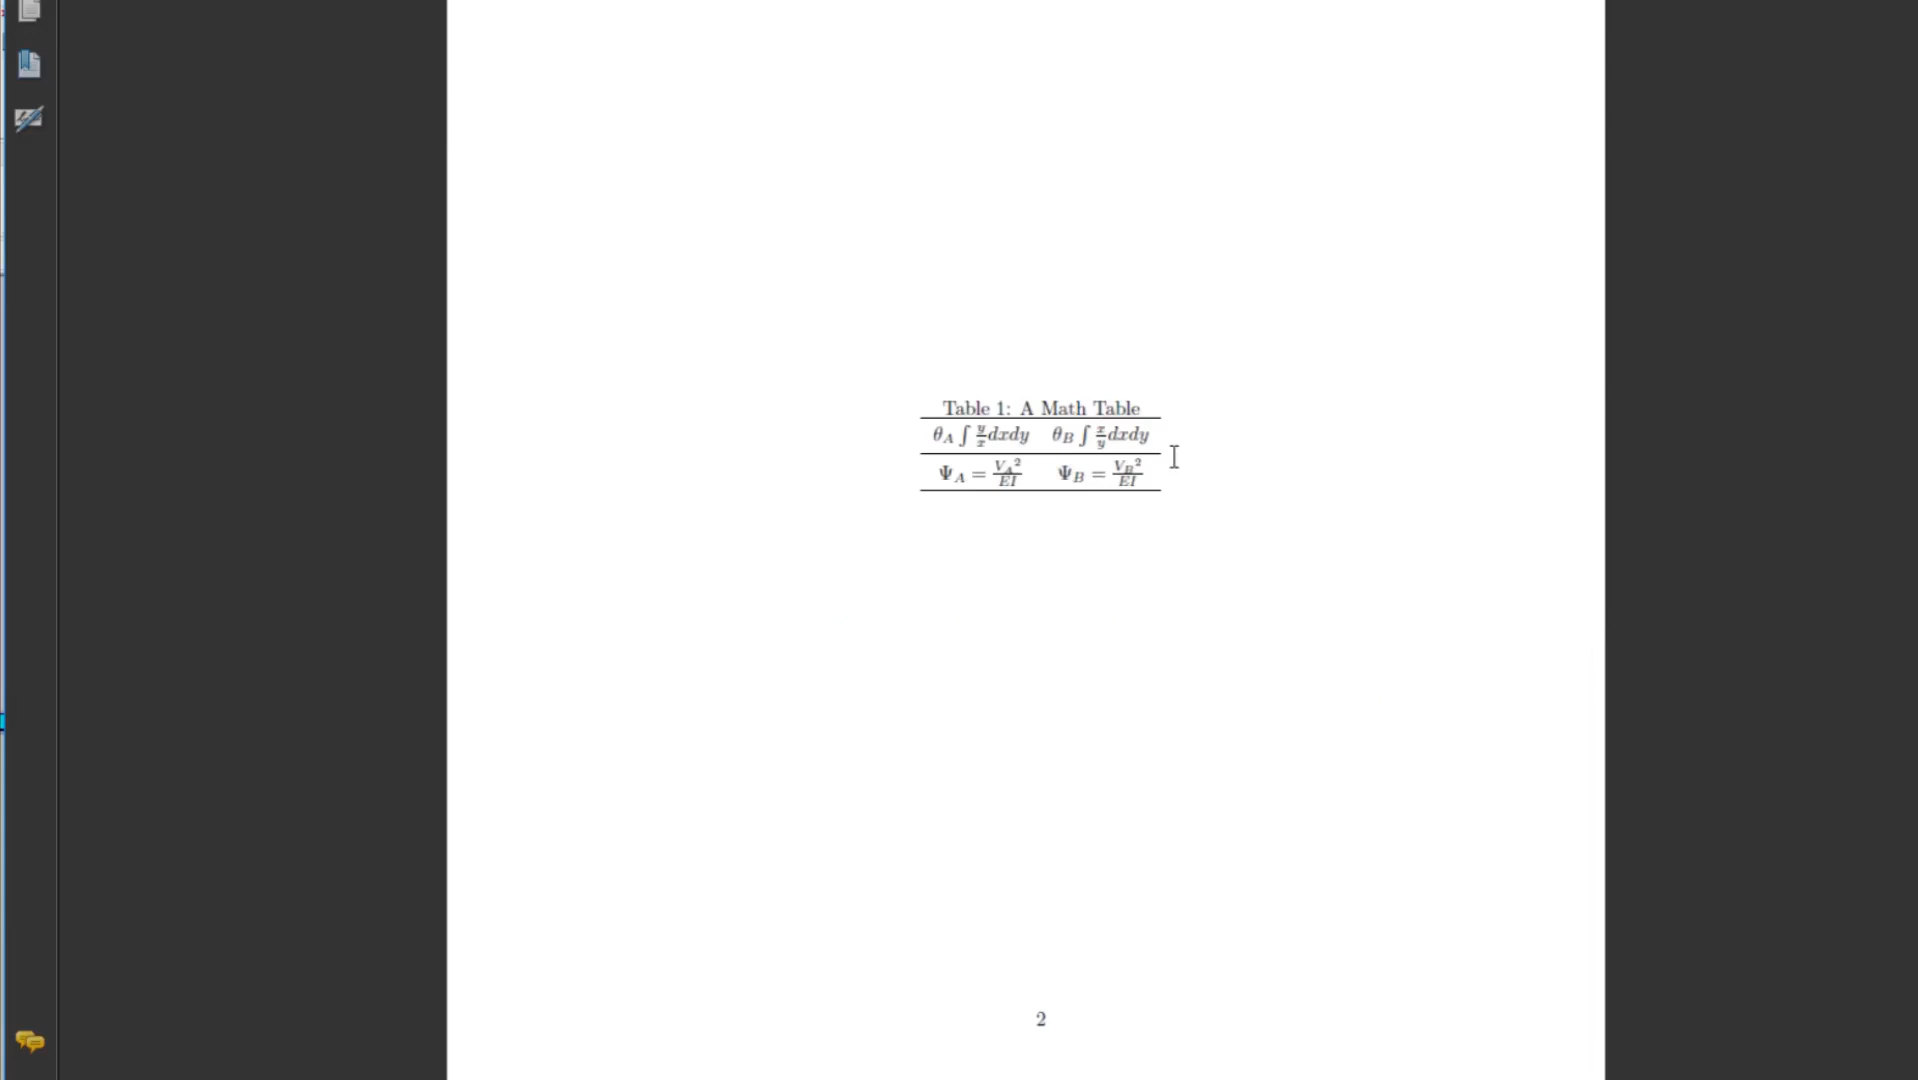 Table 1: A Math Table
θ_A ∫ y/x dxdy θ_B ∫ x/y dxdy
Ψ_A = V_A²/EI Ψ_B = V_B²/EI
2